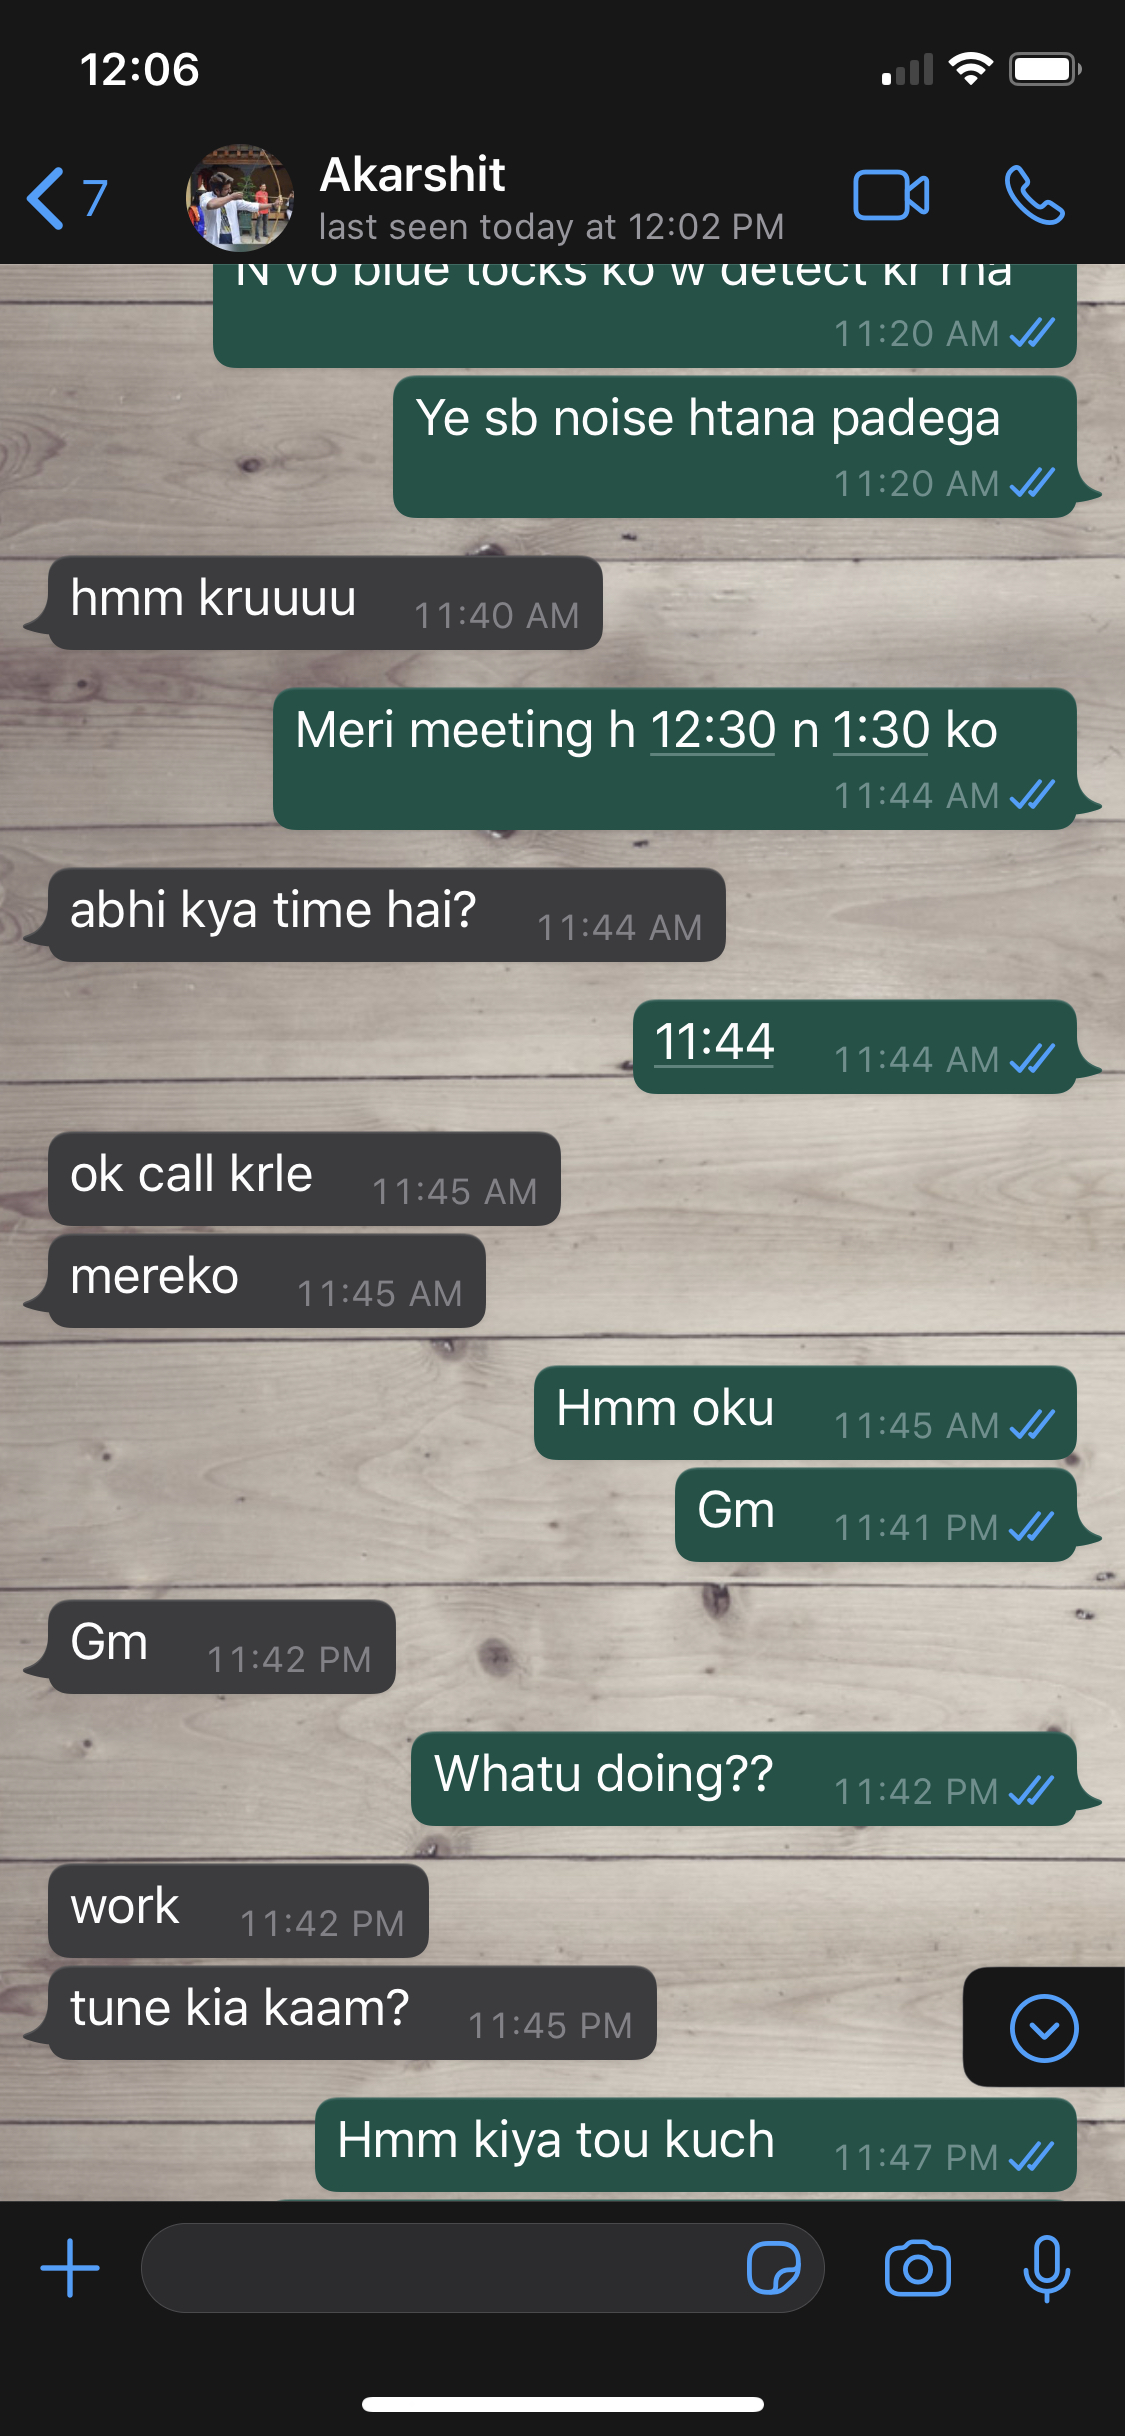 12:06
7
Akarshit
last seen today at 12:02 PM
N vo blue tocks ko w detect kr rha
11:20 AM
Ye sb noise htana padega
11:20 AM
hmm kruuuu 11:40 AM
Meri meeting h 12:30 n 1:30 ko
11:44 AM
abhi kya time hai? 11:44 AM
11:44 11:44 AM
ok call krle 11:45 AM
mereko 11:45 AM
Hmm oku 11:45 AM
Gm 11:41 PM
Gm 11:42 PM
Whatu doing?? 11:42 PM
work 11:42 PM
tune kia kaam? 11:45 PM
Hmm kiya tou kuch 11:47 PM